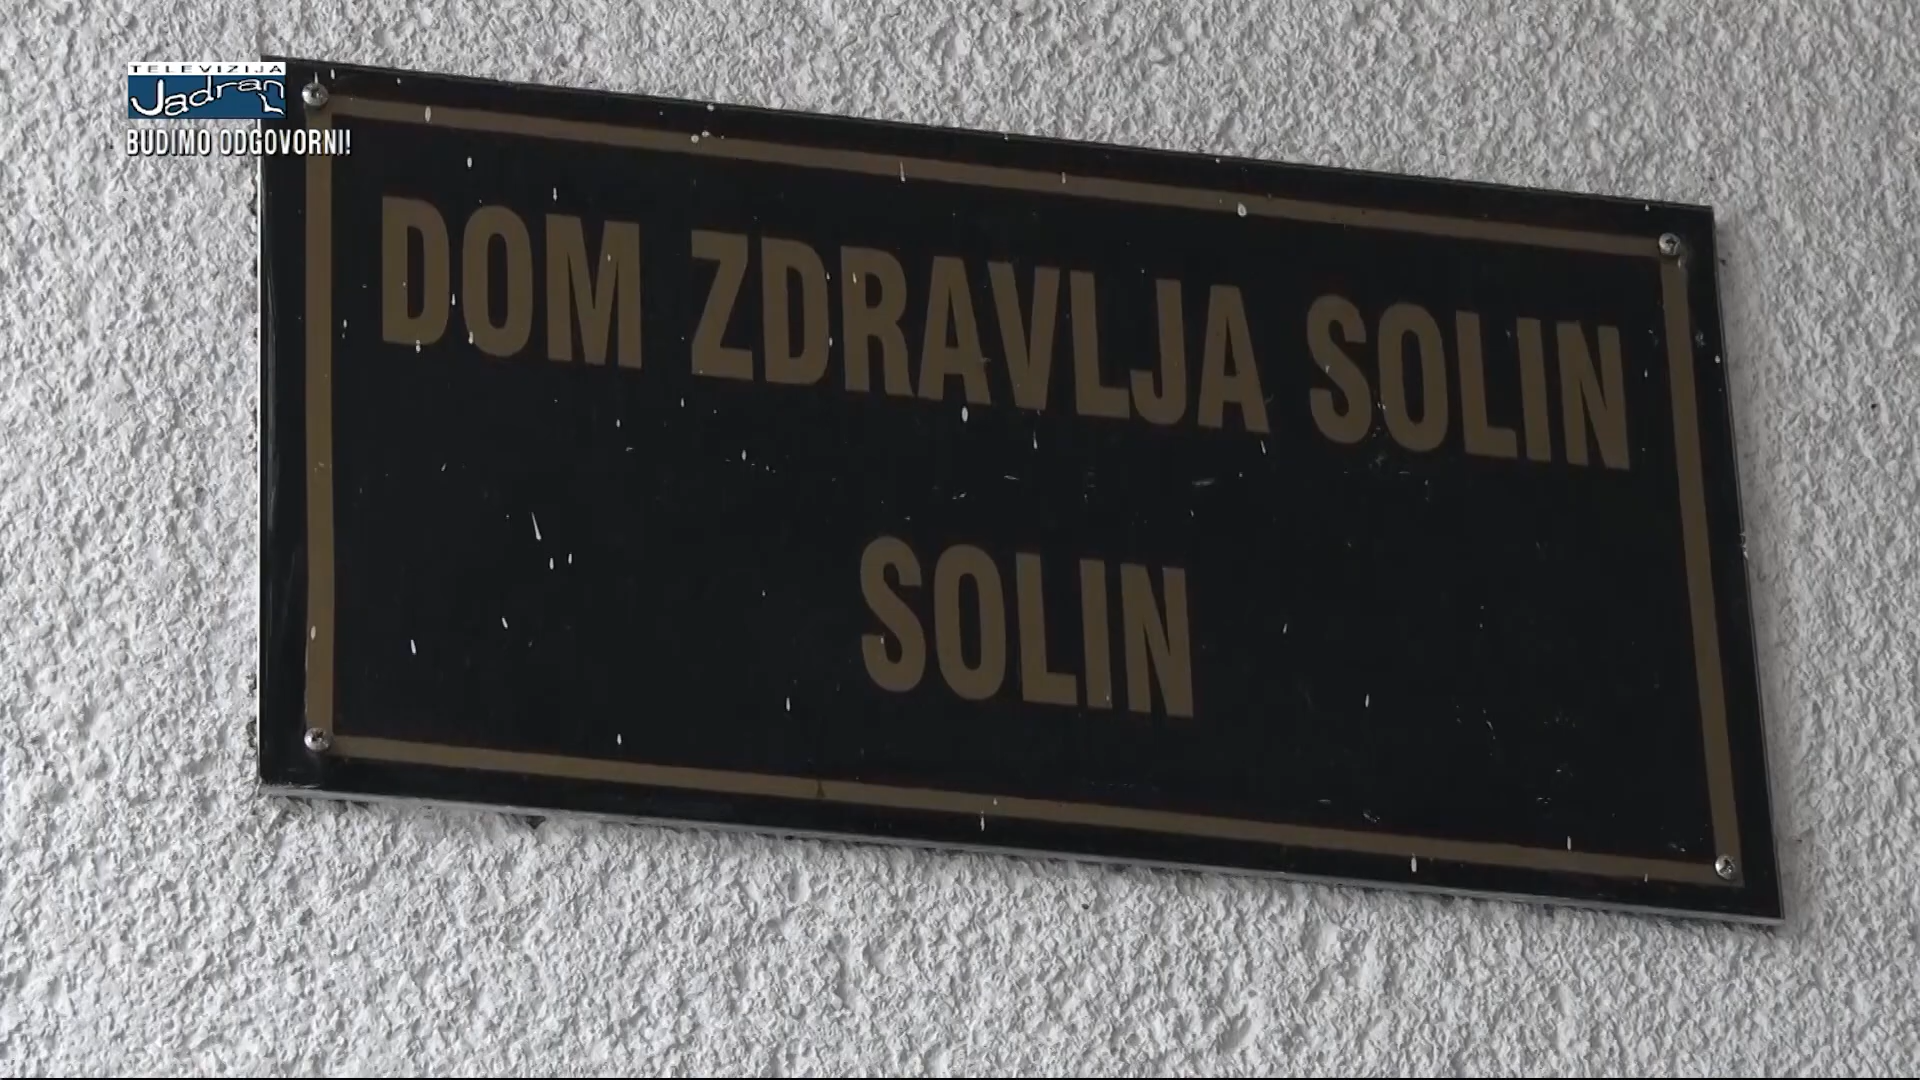 TELEVIZIJA
Jadran
BUDIMO ODGOVORNI!
DOM ZDRAVLJA SOLIN
SOLIN